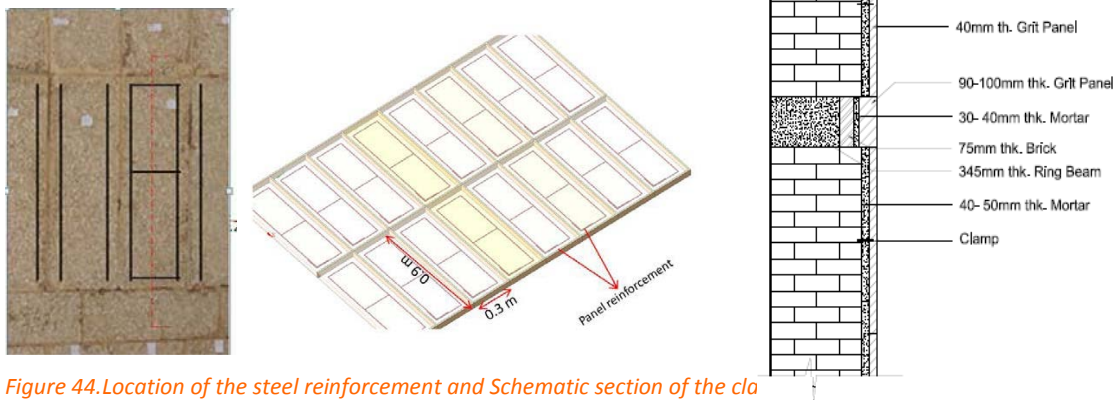 40mm th. Grit Panel
90-100mm thk. Grit Panel
30- 40mm thk. Mortar
75mm thk. Brick
345mm thk. Ring Beam
40- 50mm thk. Mortar
Clamp
0.9 m
0.3 m
Panel reinforcement
Figure 44.Location of the steel reinforcement and Schematic section of the cla